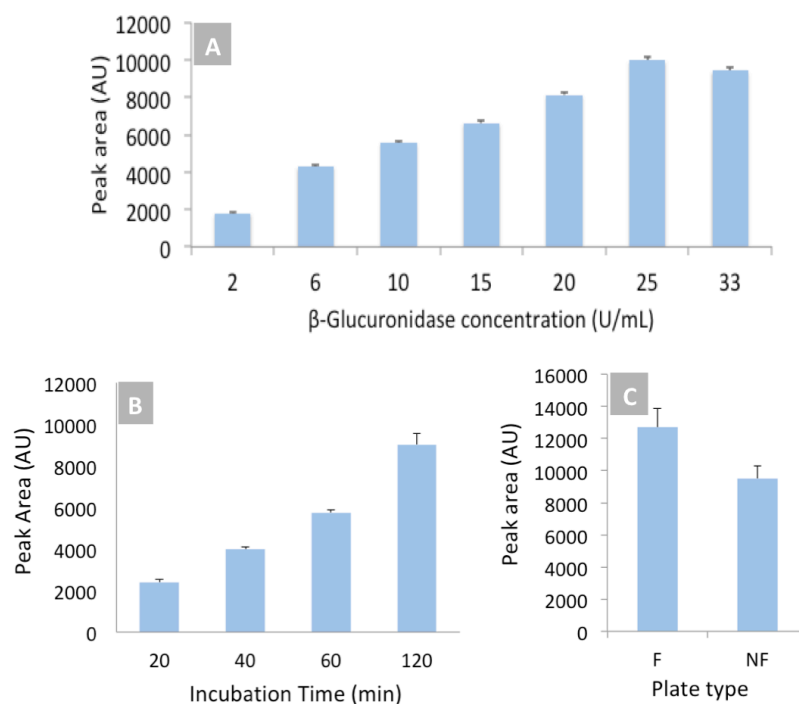 A
12000
10000
8000
6000
4000
2000
0
Peak area (AU)
2 6 10 15 20 25 33
β-Glucuronidase concentration (U/mL)
B
12000
10000
8000
6000
4000
2000
0
Peak Area (AU)
20 40 60 120
Incubation Time (min)
C
16000
14000
12000
10000
8000
6000
4000
2000
0
Peak area (AU)
F NF
Plate type